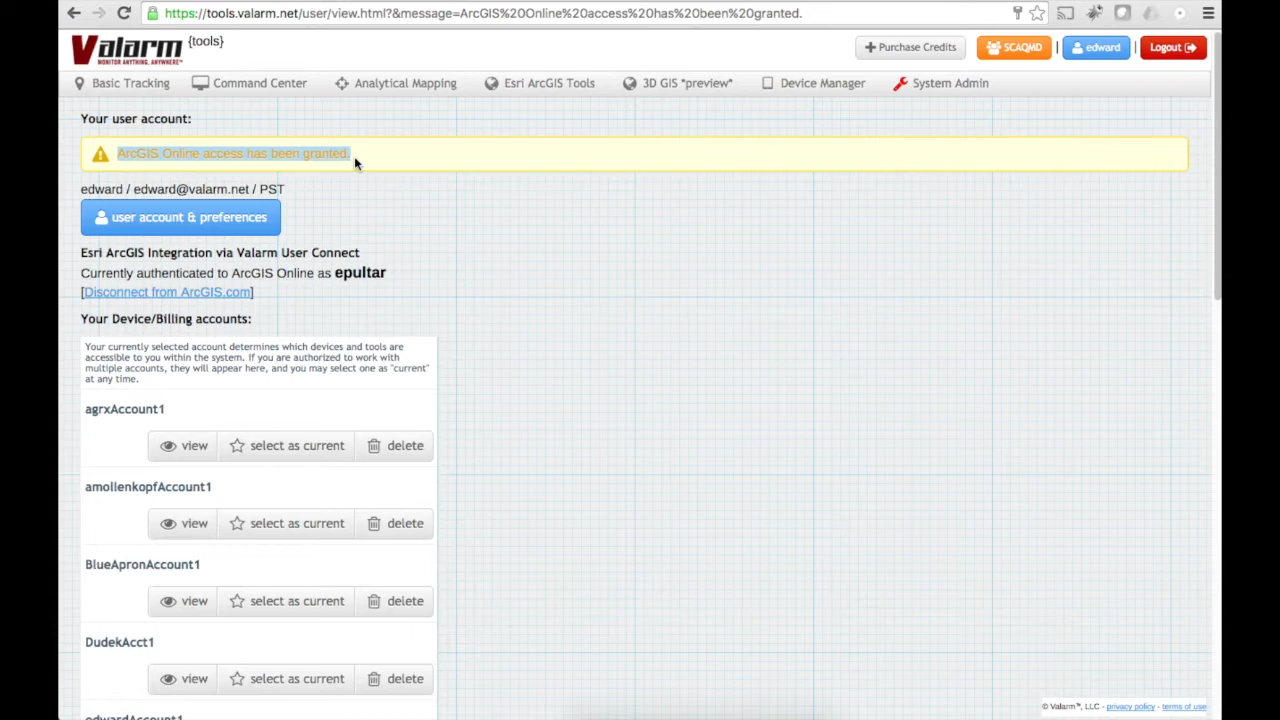 https://tools.valarm.net/user/view.html?&message=ArcGIS%20Online%20access%20has%20been%20granted.
Valarm {tools}
MONITOR ANYTHING, ANYWHERE™
Purchase Credits SCAQMD | edward | Logout
Basic Tracking Command Center Analytical Mapping Esri ArcGIS Tools 3D GIS *preview* Device Manager System Admin
Your user account:
ArcGIS Online access has been granted.
edward / edward@valarm.net / PST
user account & preferences
Esri ArcGIS Integration via Valarm User Connect
Currently authenticated to ArcGIS Online as epultar
[Disconnect from ArcGIS.com]
Your Device/Billing accounts:
Your currently selected account determines which devices and tools are
accessible to you within the system. If you are authorized to work with
multiple accounts, they will appear here, and you may select one as "current"
at any time.
agrxAccount1
view select as current delete
amollenkopfAccount1
view select as current delete
BlueApronAccount1
view select as current delete
DudekAcct1
view select as current delete
edwardAccount1
© Valarm™, LLC - privacy policy - terms of use